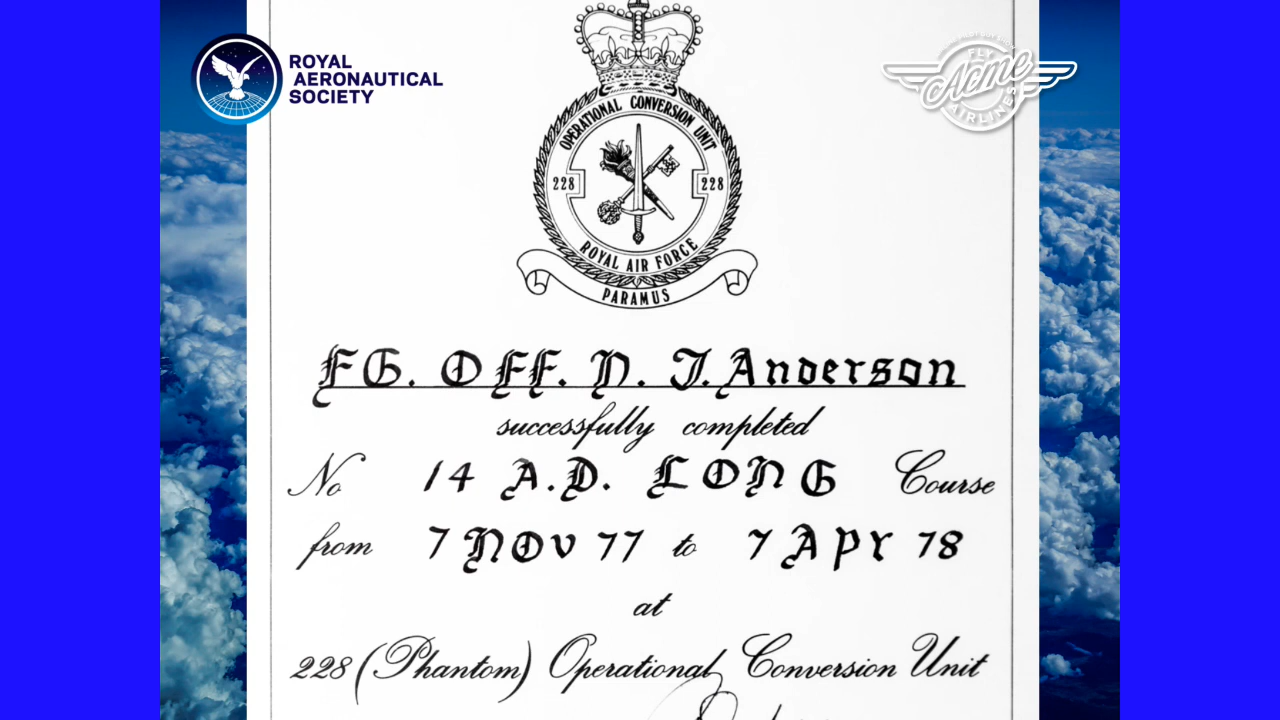 ROYAL
AERONAUTICAL
SOCIETY
FLY
Acme
AIRLINES
OPERATIONAL CONVERSION UNIT
228
228
ROYAL AIR FORCE
PARAMUS
FG. OFF. N. J. Anderson
successfully completed
No 14 A.D. LONG Course
from 7 NOV 77 to 7 APR 78
at
228 (Phantom) Operational Conversion Unit